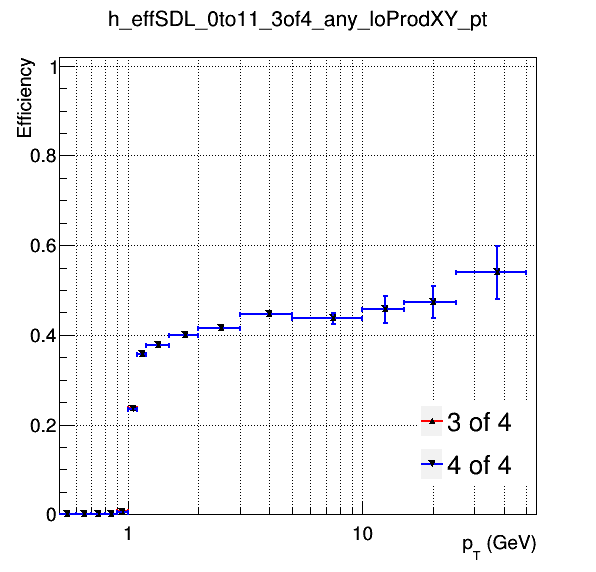 h_effSDL_0to11_3of4_any_loProdXY_pt
Efficiency
1
0.8
0.6
0.4
0.2
0
3 of 4
4 of 4
1
10
p_T (GeV)